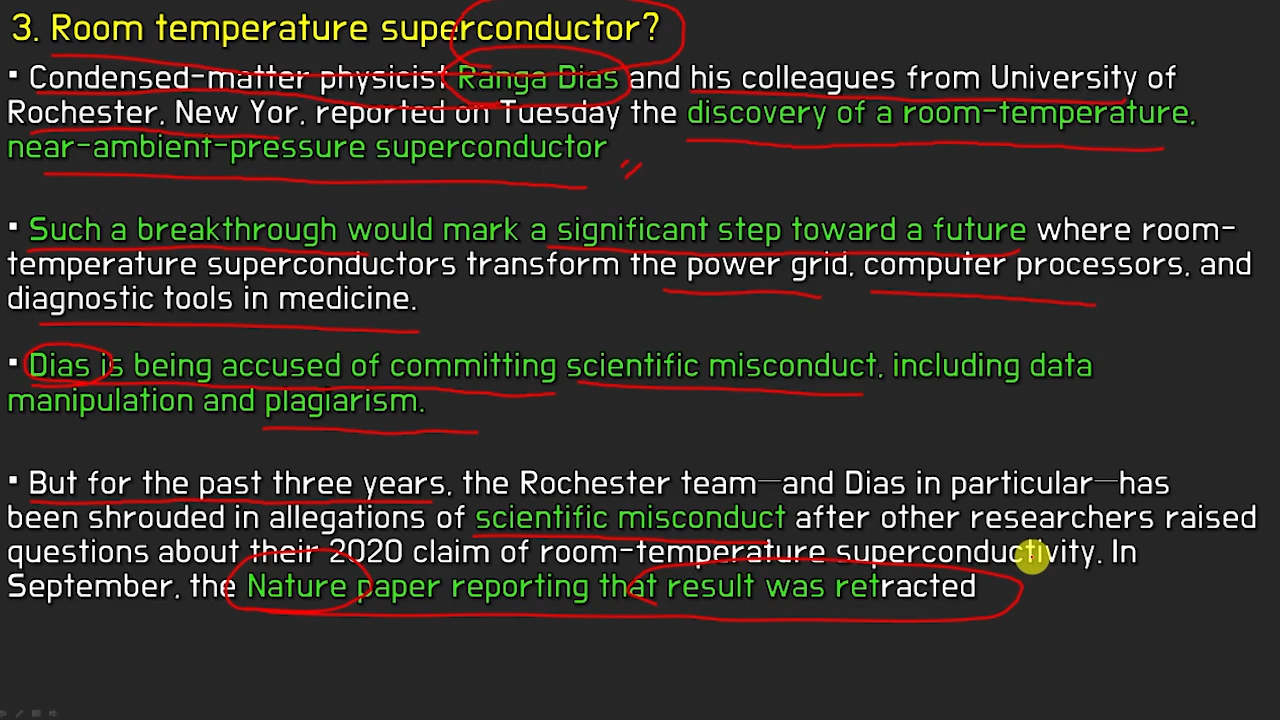 3. Room temperature superconductor?
▪ Condensed-matter physicist Ranga Dias and his colleagues from University of
Rochester, New Yor, reported on Tuesday the discovery of a room-temperature,
near-ambient-pressure superconductor
▪ Such a breakthrough would mark a significant step toward a future where room-
temperature superconductors transform the power grid, computer processors, and
diagnostic tools in medicine.
▪ Dias is being accused of committing scientific misconduct, including data
manipulation and plagiarism.
▪ But for the past three years, the Rochester team—and Dias in particular—has
been shrouded in allegations of scientific misconduct after other researchers raised
questions about their 2020 claim of room-temperature superconductivity. In
September, the Nature paper reporting that result was retracted